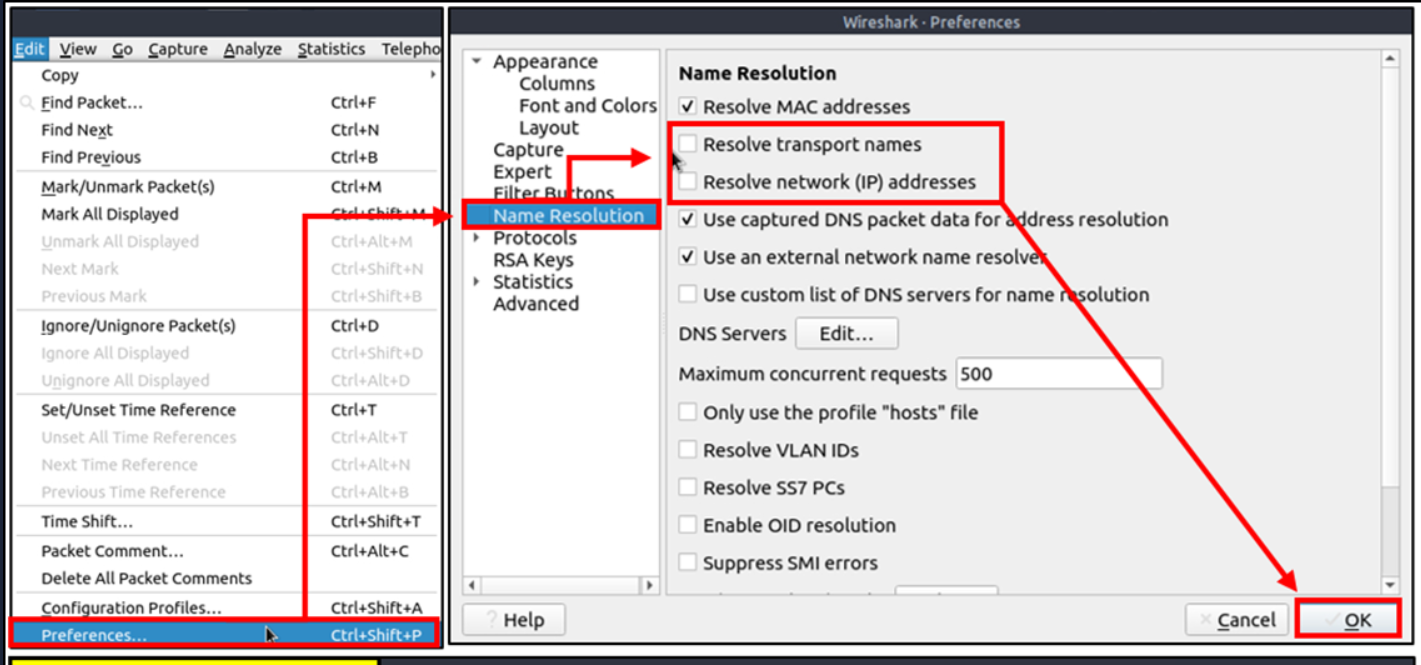 Edit View Go Capture Analyze Statistics Telepho
Copy
Find Packet... Ctrl+F
Find Next Ctrl+N
Find Previous Ctrl+B
Mark/Unmark Packet(s) Ctrl+M
Mark All Displayed Ctrl+Shift+M
Unmark All Displayed Ctrl+Alt+M
Next Mark Ctrl+Shift+N
Previous Mark Ctrl+Shift+B
Ignore/Unignore Packet(s) Ctrl+D
Ignore All Displayed Ctrl+Shift+D
Unignore All Displayed Ctrl+Alt+D
Set/Unset Time Reference Ctrl+T
Unset All Time References Ctrl+Alt+T
Next Time Reference Ctrl+Alt+N
Previous Time Reference Ctrl+Alt+B
Time Shift... Ctrl+Shift+T
Packet Comment... Ctrl+Alt+C
Delete All Packet Comments
Configuration Profiles... Ctrl+Shift+A
Preferences... Ctrl+Shift+P
Wireshark · Preferences
Appearance
Columns
Font and Colors
Layout
Capture
Expert
Filter Buttons
Name Resolution
Protocols
RSA Keys
Statistics
Advanced
Name Resolution
Resolve MAC addresses
Resolve transport names
Resolve network (IP) addresses
Use captured DNS packet data for address resolution
Use an external network name resolver
Use custom list of DNS servers for name resolution
DNS Servers Edit...
Maximum concurrent requests 500
Only use the profile "hosts" file
Resolve VLAN IDs
Resolve SS7 PCs
Enable OID resolution
Suppress SMI errors
? Help
Cancel
OK